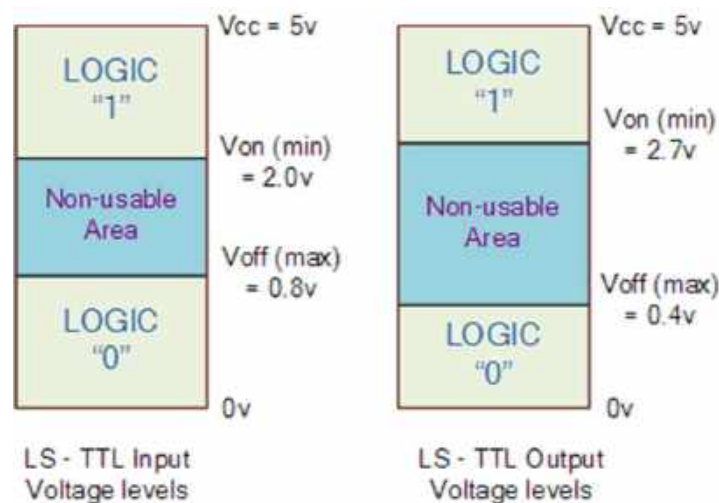 Vcc = 5v
LOGIC
"1"
Von (min)
= 2.0v
Non-usable
Area
Voff (max)
= 0.8v
LOGIC
"0"
0v
LS - TTL Input
Voltage levels
Vcc = 5v
LOGIC
"1"
Von (min)
= 2.7v
Non-usable
Area
Voff (max)
= 0.4v
LOGIC
"0"
0v
LS - TTL Output
Voltage levels